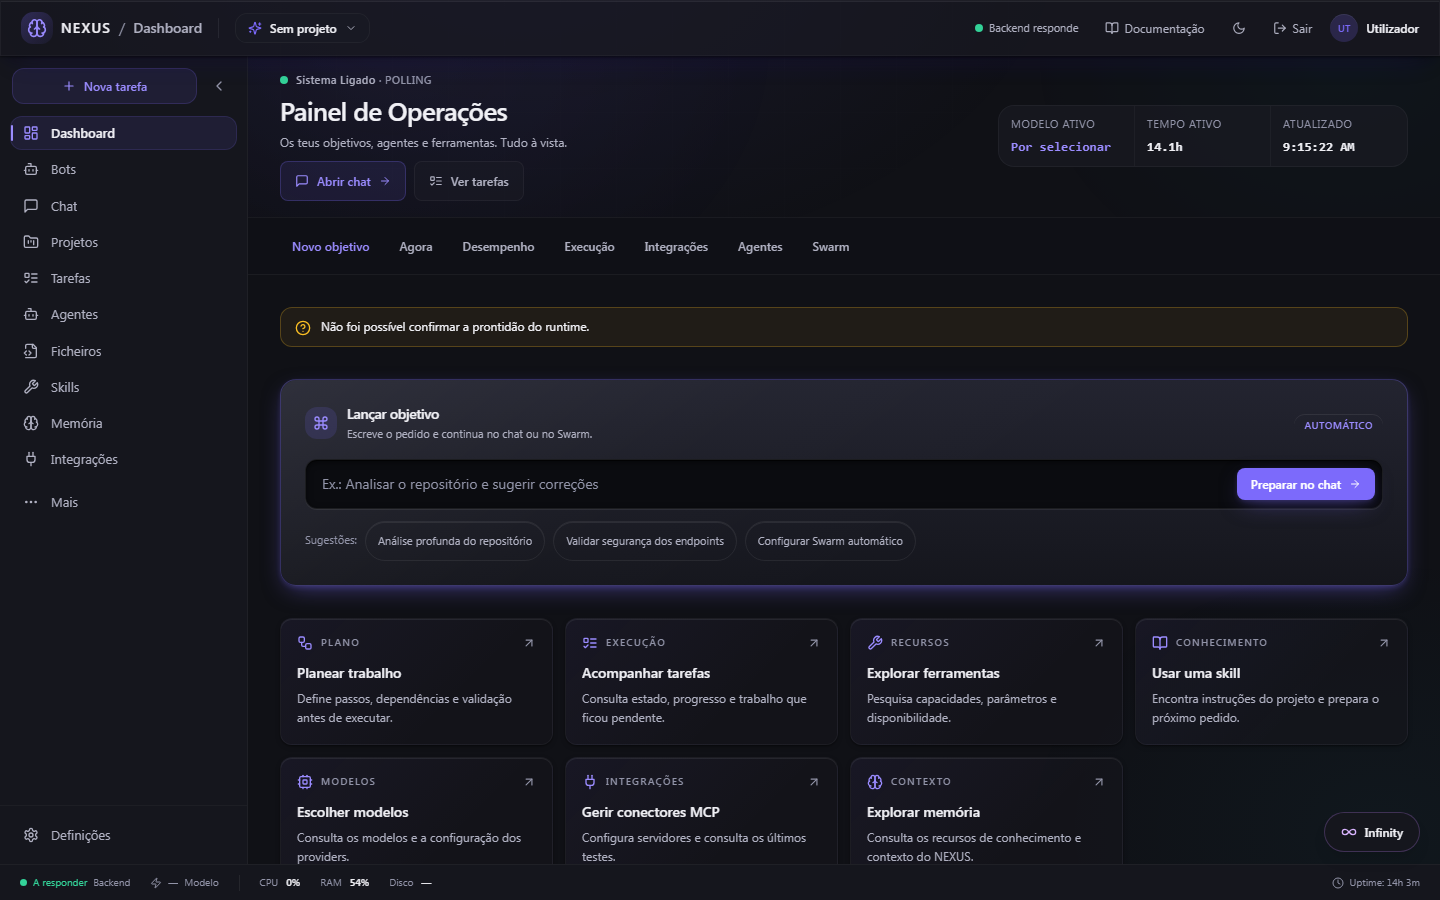 NEXUS / Dashboard
Sem projeto
Backend responde
Documentação
Sair
UT
Utilizador
Nova tarefa
Dashboard
Bots
Chat
Projetos
Tarefas
Agentes
Ficheiros
Skills
Memória
Integrações
Mais
Definições
Sistema Ligado · POLLING
Painel de Operações
Os teus objetivos, agentes e ferramentas. Tudo à vista.
Abrir chat
Ver tarefas
MODELO ATIVO
Por selecionar
TEMPO ATIVO
14.1h
ATUALIZADO
9:15:22 AM
Novo objetivo
Agora
Desempenho
Execução
Integrações
Agentes
Swarm
Não foi possível confirmar a prontidão do runtime.
Lançar objetivo
Escreve o pedido e continua no chat ou no Swarm.
AUTOMÁTICO
Ex.: Analisar o repositório e sugerir correções
Preparar no chat
Sugestões:
Análise profunda do repositório
Validar segurança dos endpoints
Configurar Swarm automático
PLANO
Planear trabalho
Define passos, dependências e validação
antes de executar.
EXECUÇÃO
Acompanhar tarefas
Consulta estado, progresso e trabalho que
ficou pendente.
RECURSOS
Explorar ferramentas
Pesquisa capacidades, parâmetros e
disponibilidade.
CONHECIMENTO
Usar uma skill
Encontra instruções do projeto e prepara o
próximo pedido.
MODELOS
Escolher modelos
Consulta os modelos e a configuração dos
providers.
INTEGRAÇÕES
Gerir conectores MCP
Configura servidores e consulta os últimos
testes.
CONTEXTO
Explorar memória
Consulta os recursos de conhecimento e
contexto do NEXUS.
Infinity
A responder Backend
— Modelo
CPU 0%
RAM 54%
Disco —
Uptime: 14h 3m